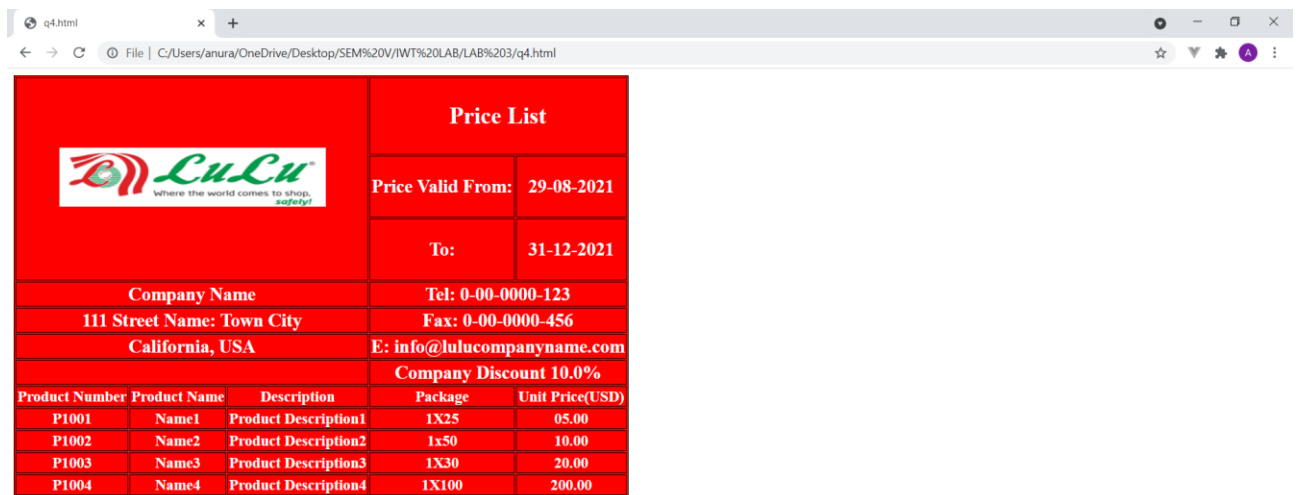 q4.html
File | C:/Users/anura/OneDrive/Desktop/SEM%20V/IWT%20LAB/LAB%203/q4.html
A
Price List
LuLu
Where the world comes to shop.
safely!
Price Valid From: 29-08-2021
To: 31-12-2021
Company Name Tel: 0-00-0000-123
111 Street Name: Town City Fax: 0-00-0000-456
California, USA E: info@lulucompanyname.com
Company Discount 10.0%
Product Number Product Name Description Package Unit Price(USD)
P1001 Name1 Product Description1 1X25 05.00
P1002 Name2 Product Description2 1x50 10.00
P1003 Name3 Product Description3 1X30 20.00
P1004 Name4 Product Description4 1X100 200.00